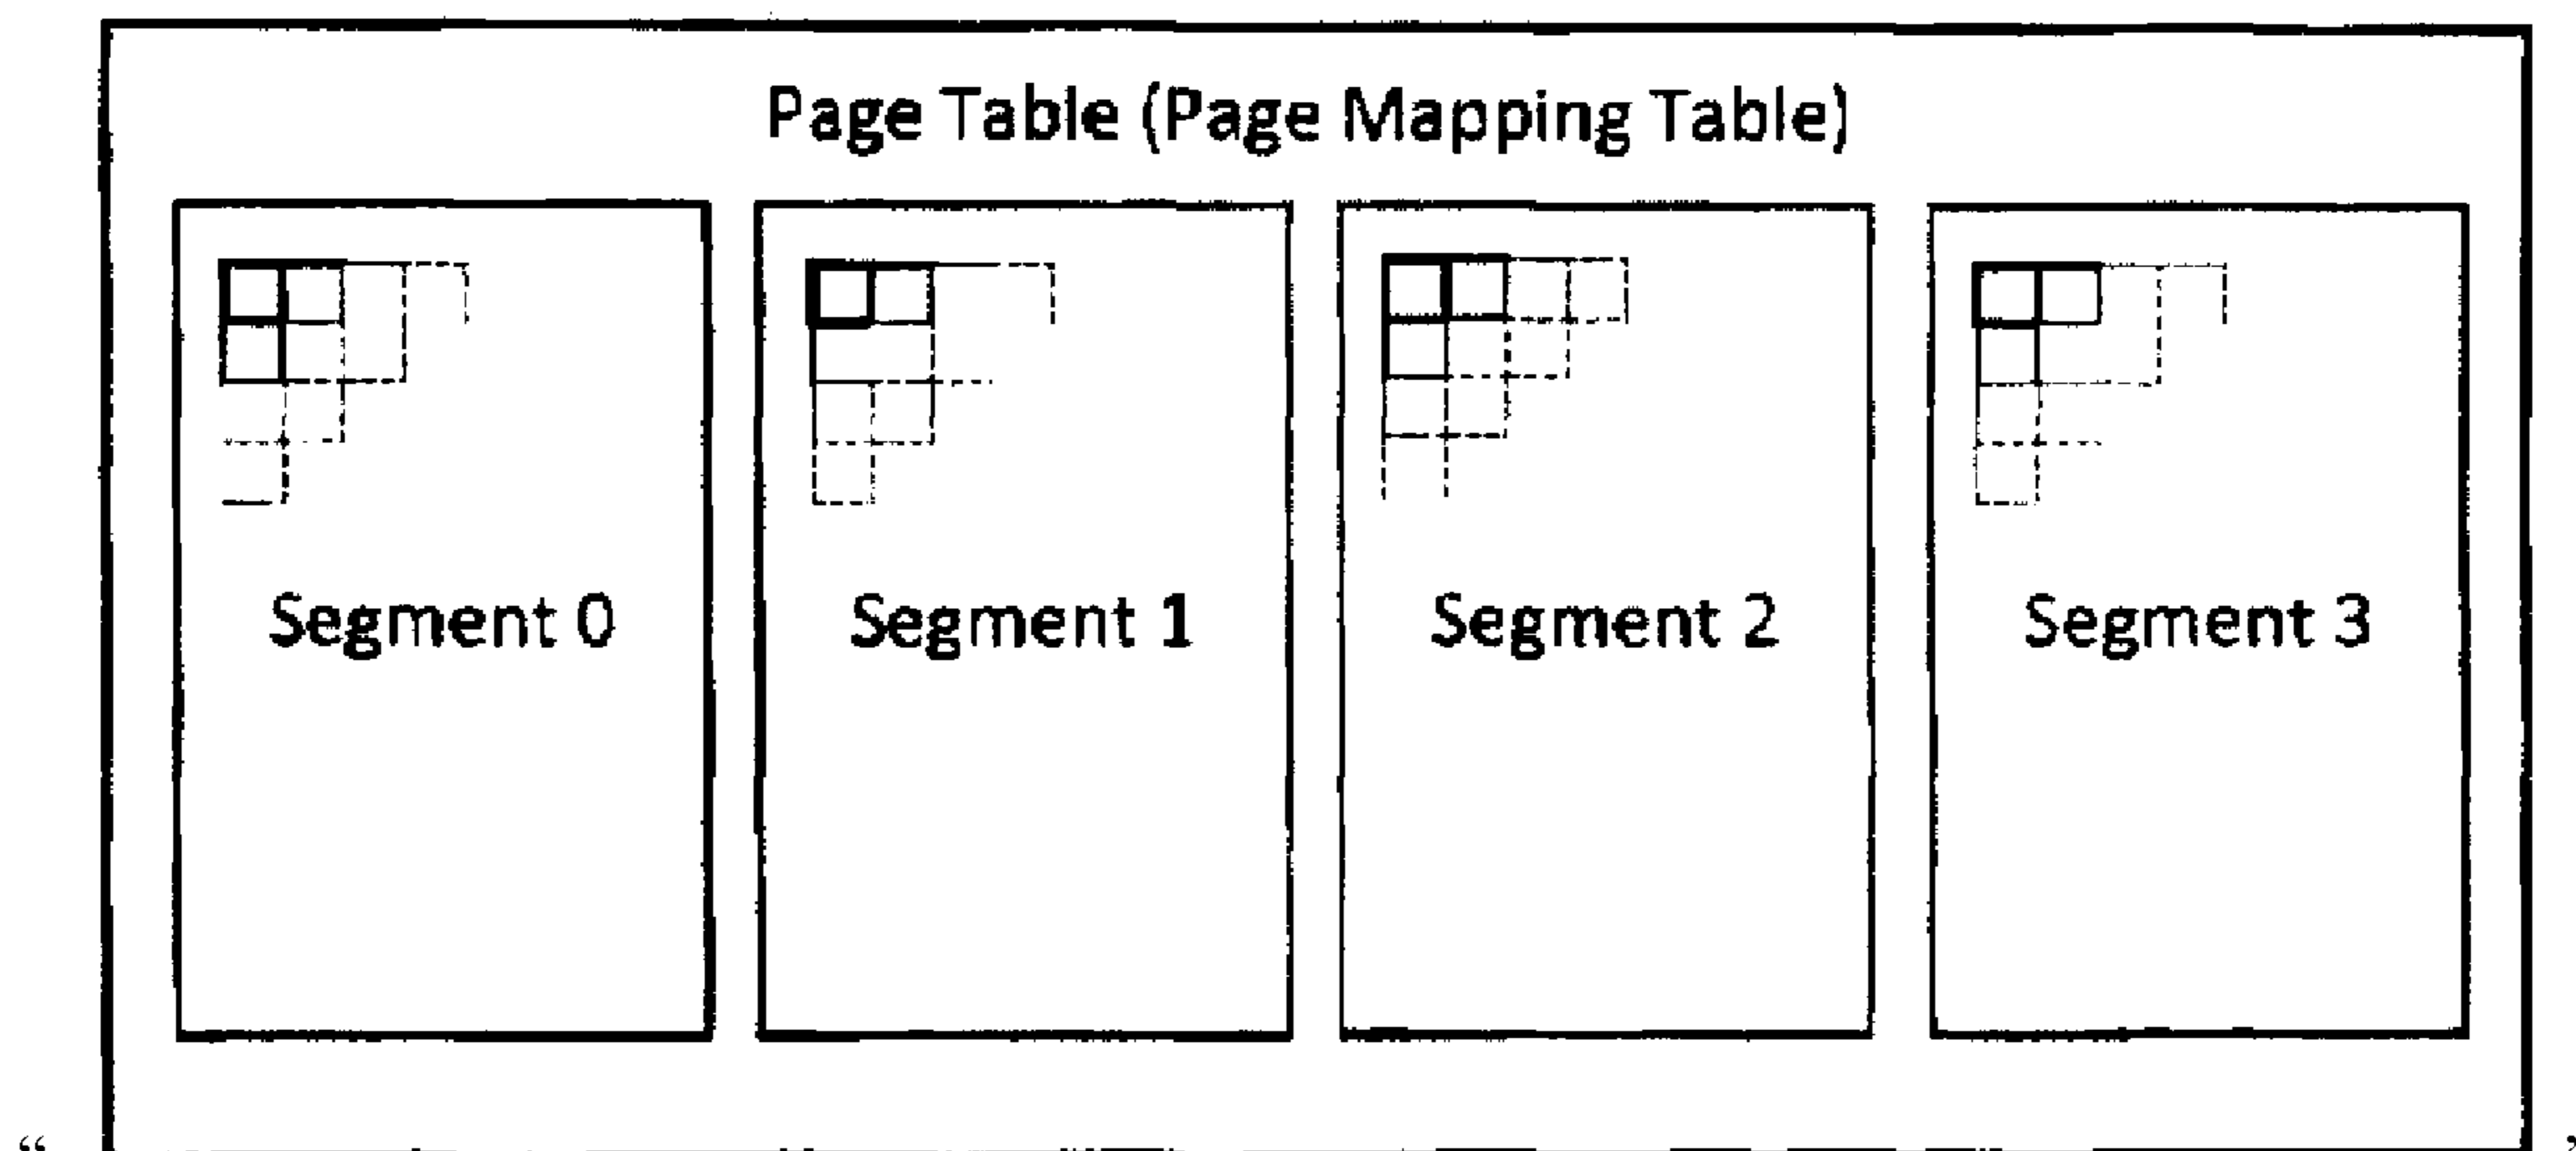 Page Table (Page Mapping Table)
Segment 0 Segment 1 Segment 2 Segment 3
“ ”